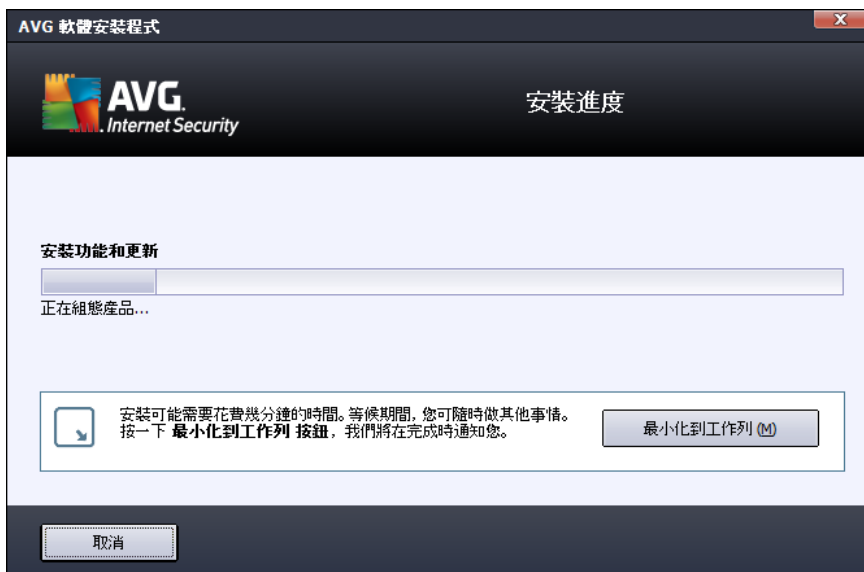 AVG 軟體安裝程式
AVG.
Internet Security
安裝進度
安裝功能和更新
正在組態產品...
安裝可能需要花費幾分鐘的時間。等候期間, 您可隨時做其他事情。
按一下 最小化到工作列 按鈕, 我們將在完成時通知您。
最小化到工作列 (M)
取消